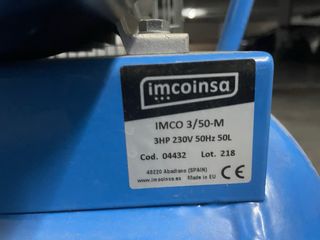 imcoinsa
IMCO 3/50-M
3HP 230V 50Hz 50L
Cod. 04432 Lot. 218
48220 Abadiano (SPAIN)
www.imcoinsa.es Made in EU
CE